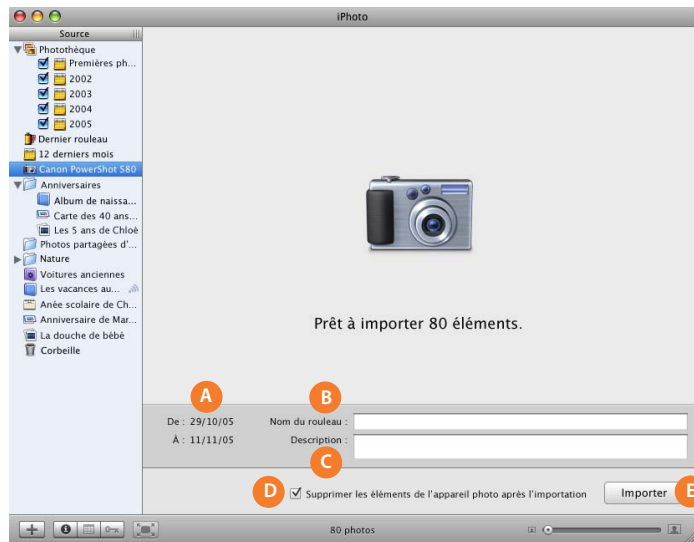 iPhoto
Source
Photothèque
Premières ph...
2002
2003
2004
2005
Dernier rouleau
12 derniers mois
Canon PowerShot S80
Anniversaires
Album de naissa...
Carte des 40 ans...
Les 5 ans de Chloé
Photos partagées d'...
Nature
Voitures anciennes
Les vacances au...
Anée scolaire de Ch...
Anniversaire de Mar...
La douche de bébé
Corbeille
Prêt à importer 80 éléments.
A
B
De : 29/10/05
Nom du rouleau :
À : 11/11/05
Description :
C
D
Supprimer les éléments de l'appareil photo après l'importation
Importer
E
80 photos